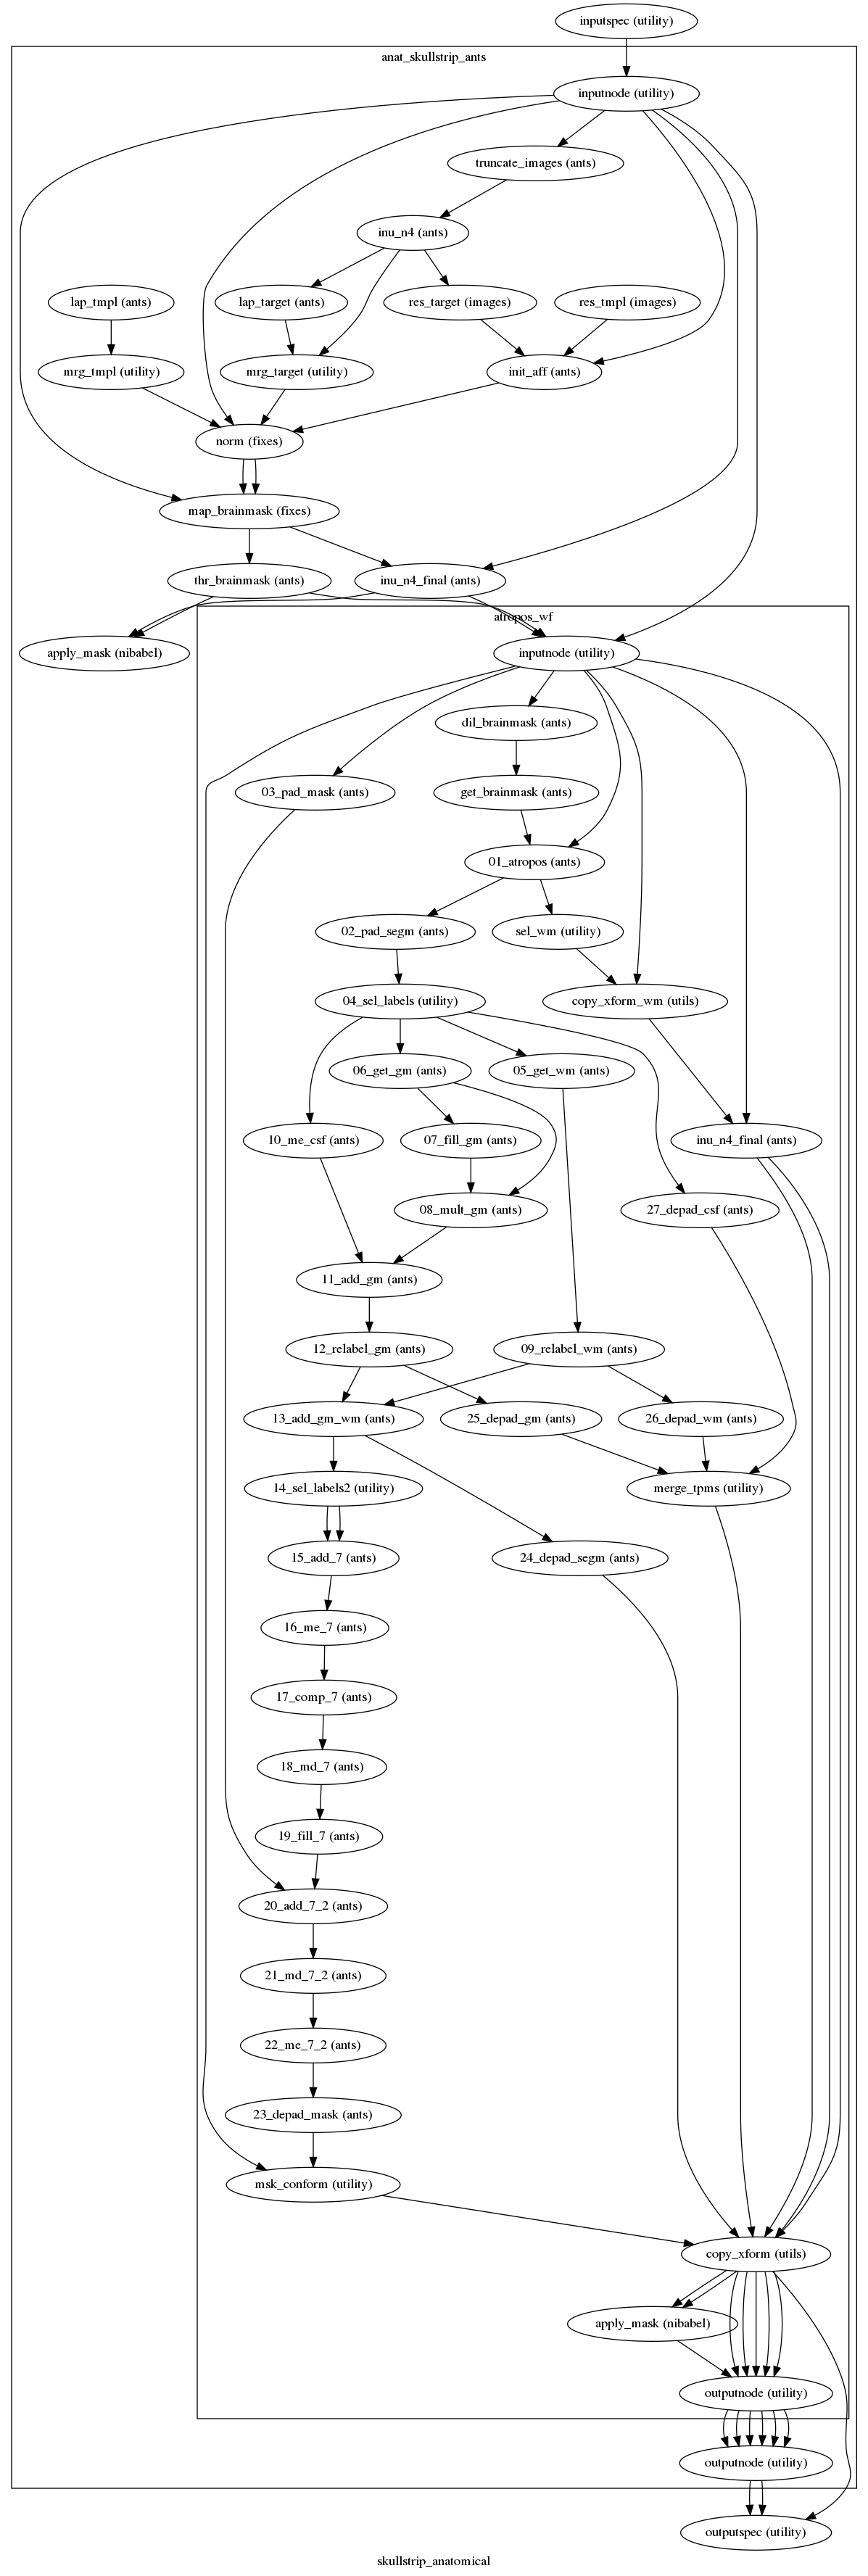 inputspec (utility)
anat_skullstrip_ants
inputnode (utility)
truncate_images (ants)
inu_n4 (ants)
lap_tmpl (ants)
lap_target (ants)
res_target (images)
res_tmpl (images)
mrg_tmpl (utility)
mrg_target (utility)
init_aff (ants)
norm (fixes)
map_brainmask (fixes)
thr_brainmask (ants)
inu_n4_final (ants)
atropos_wf
apply_mask (nibabel)
inputnode (utility)
dil_brainmask (ants)
03_pad_mask (ants)
get_brainmask (ants)
01_atropos (ants)
02_pad_segm (ants)
sel_wm (utility)
04_sel_labels (utility)
copy_xform_wm (utils)
06_get_gm (ants)
05_get_wm (ants)
10_me_csf (ants)
07_fill_gm (ants)
inu_n4_final (ants)
08_mult_gm (ants)
27_depad_csf (ants)
11_add_gm (ants)
12_relabel_gm (ants)
09_relabel_wm (ants)
13_add_gm_wm (ants)
25_depad_gm (ants)
26_depad_wm (ants)
14_sel_labels2 (utility)
merge_tpms (utility)
15_add_7 (ants)
24_depad_segm (ants)
16_me_7 (ants)
17_comp_7 (ants)
18_md_7 (ants)
19_fill_7 (ants)
20_add_7_2 (ants)
21_md_7_2 (ants)
22_me_7_2 (ants)
23_depad_mask (ants)
msk_conform (utility)
copy_xform (utils)
apply_mask (nibabel)
outputnode (utility)
outputnode (utility)
outputspec (utility)
skullstrip_anatomical